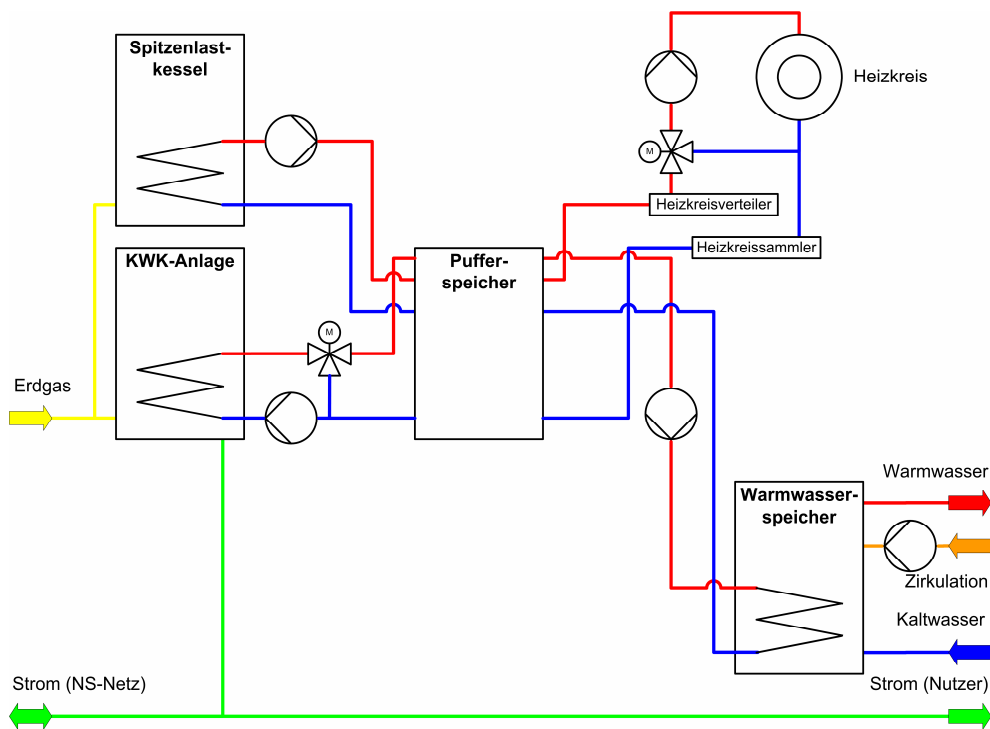 Spitzenlast-
kessel
Heizkreis
M
Heizkreisverteiler
Heizkreissammler
KWK-Anlage
Puffer-
speicher
M
Erdgas
Warmwasser
Warmwasser-
speicher
Zirkulation
Kaltwasser
Strom (NS-Netz)
Strom (Nutzer)